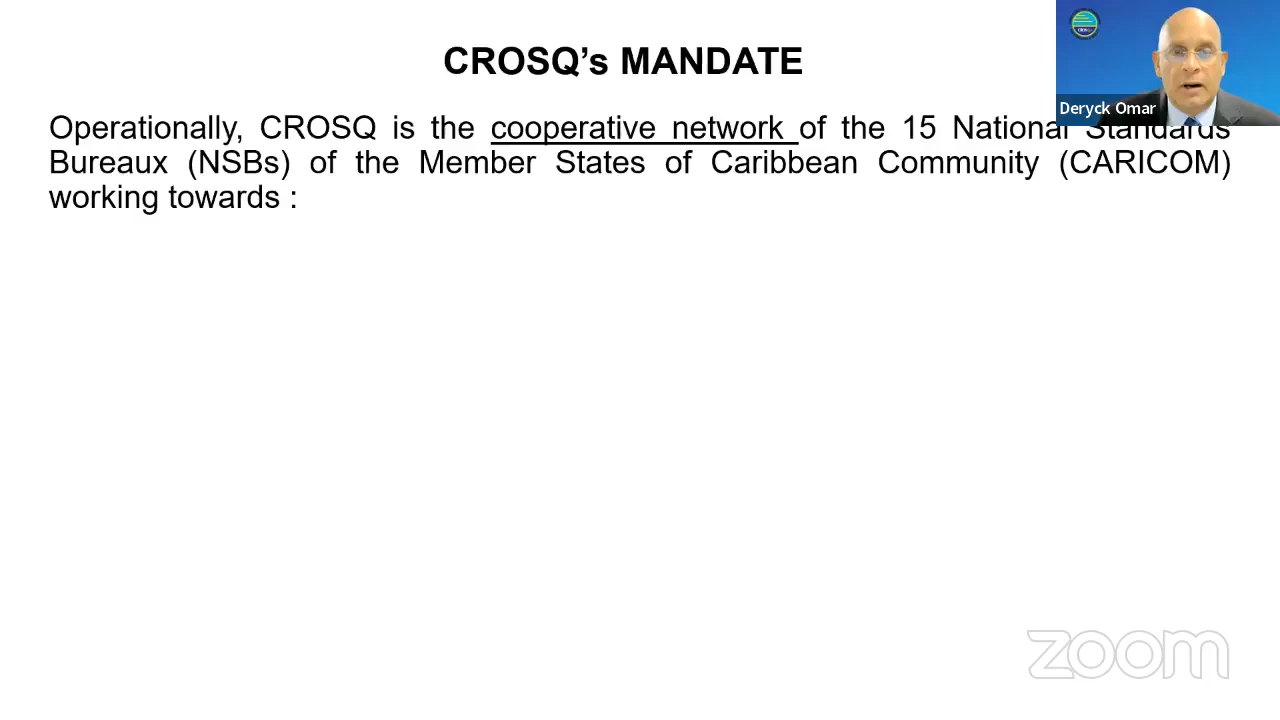 CROSQ’s MANDATE
Deryck Omar
Operationally, CROSQ is the cooperative network of the 15 National Standards
Bureaux (NSBs) of the Member States of Caribbean Community (CARICOM)
working towards :
zoom